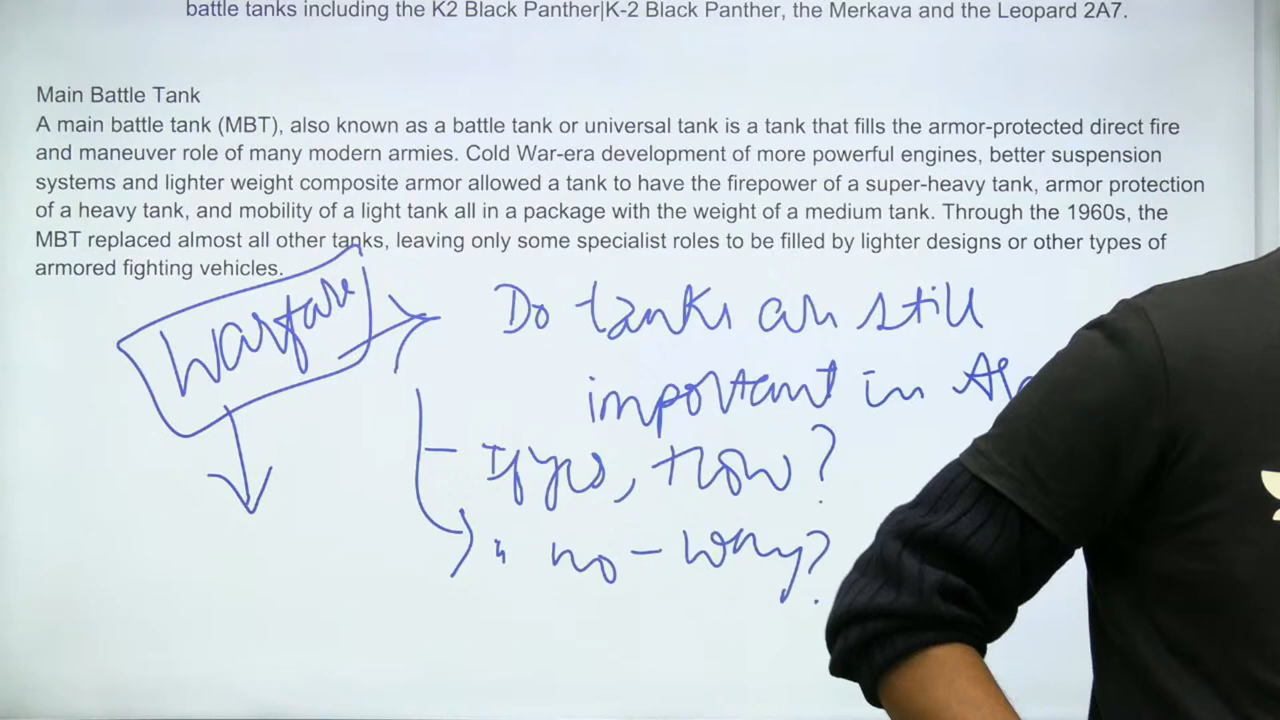 battle tanks including the K2 Black Panther|K-2 Black Panther, the Merkava and the Leopard 2A7.
Main Battle Tank
A main battle tank (MBT), also known as a battle tank or universal tank is a tank that fills the armor-protected direct fire
and maneuver role of many modern armies. Cold War-era development of more powerful engines, better suspension
systems and lighter weight composite armor allowed a tank to have the firepower of a super-heavy tank, armor protection
of a heavy tank, and mobility of a light tank all in a package with the weight of a medium tank. Through the 1960s, the
MBT replaced almost all other tanks, leaving only some specialist roles to be filled by lighter designs or other types of
armored fighting vehicles.
Warfare
Do tanks are still
important in
If yes, How?
no - way?